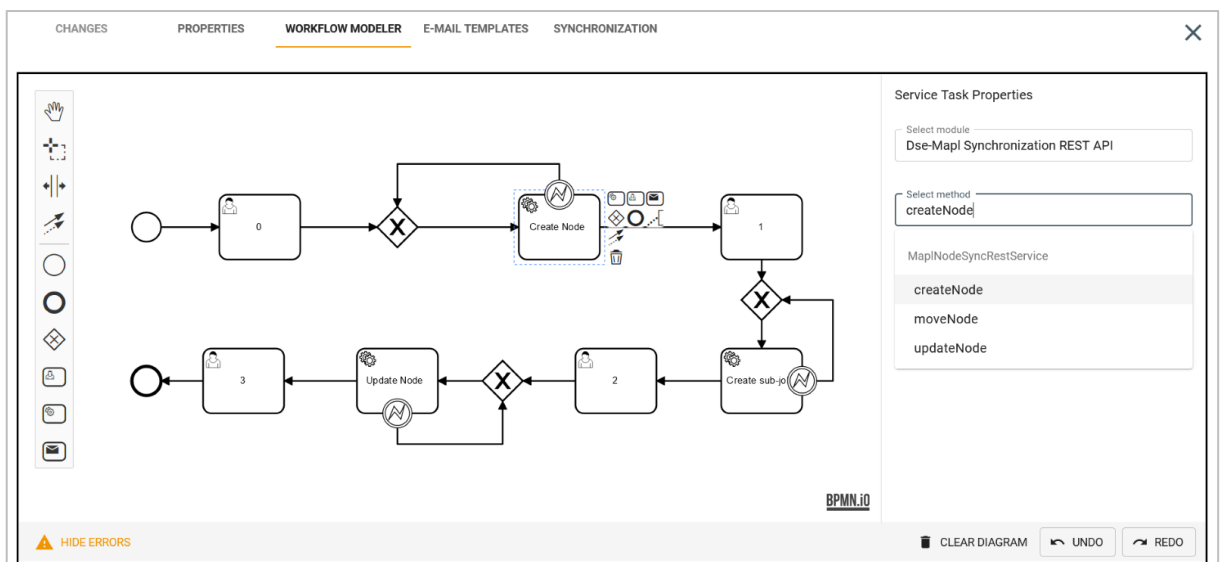 CHANGES PROPERTIES WORKFLOW MODELER E-MAIL TEMPLATES SYNCHRONIZATION
Service Task Properties
Select module
Dse-Mapl Synchronization REST API
Select method
createNode
MaplNodeSyncRestService
createNode
moveNode
updateNode
0
X
Create Node
1
X
3
Update Node
X
2
Create sub-jo
BPMN.iO
HIDE ERRORS
CLEAR DIAGRAM
UNDO
REDO